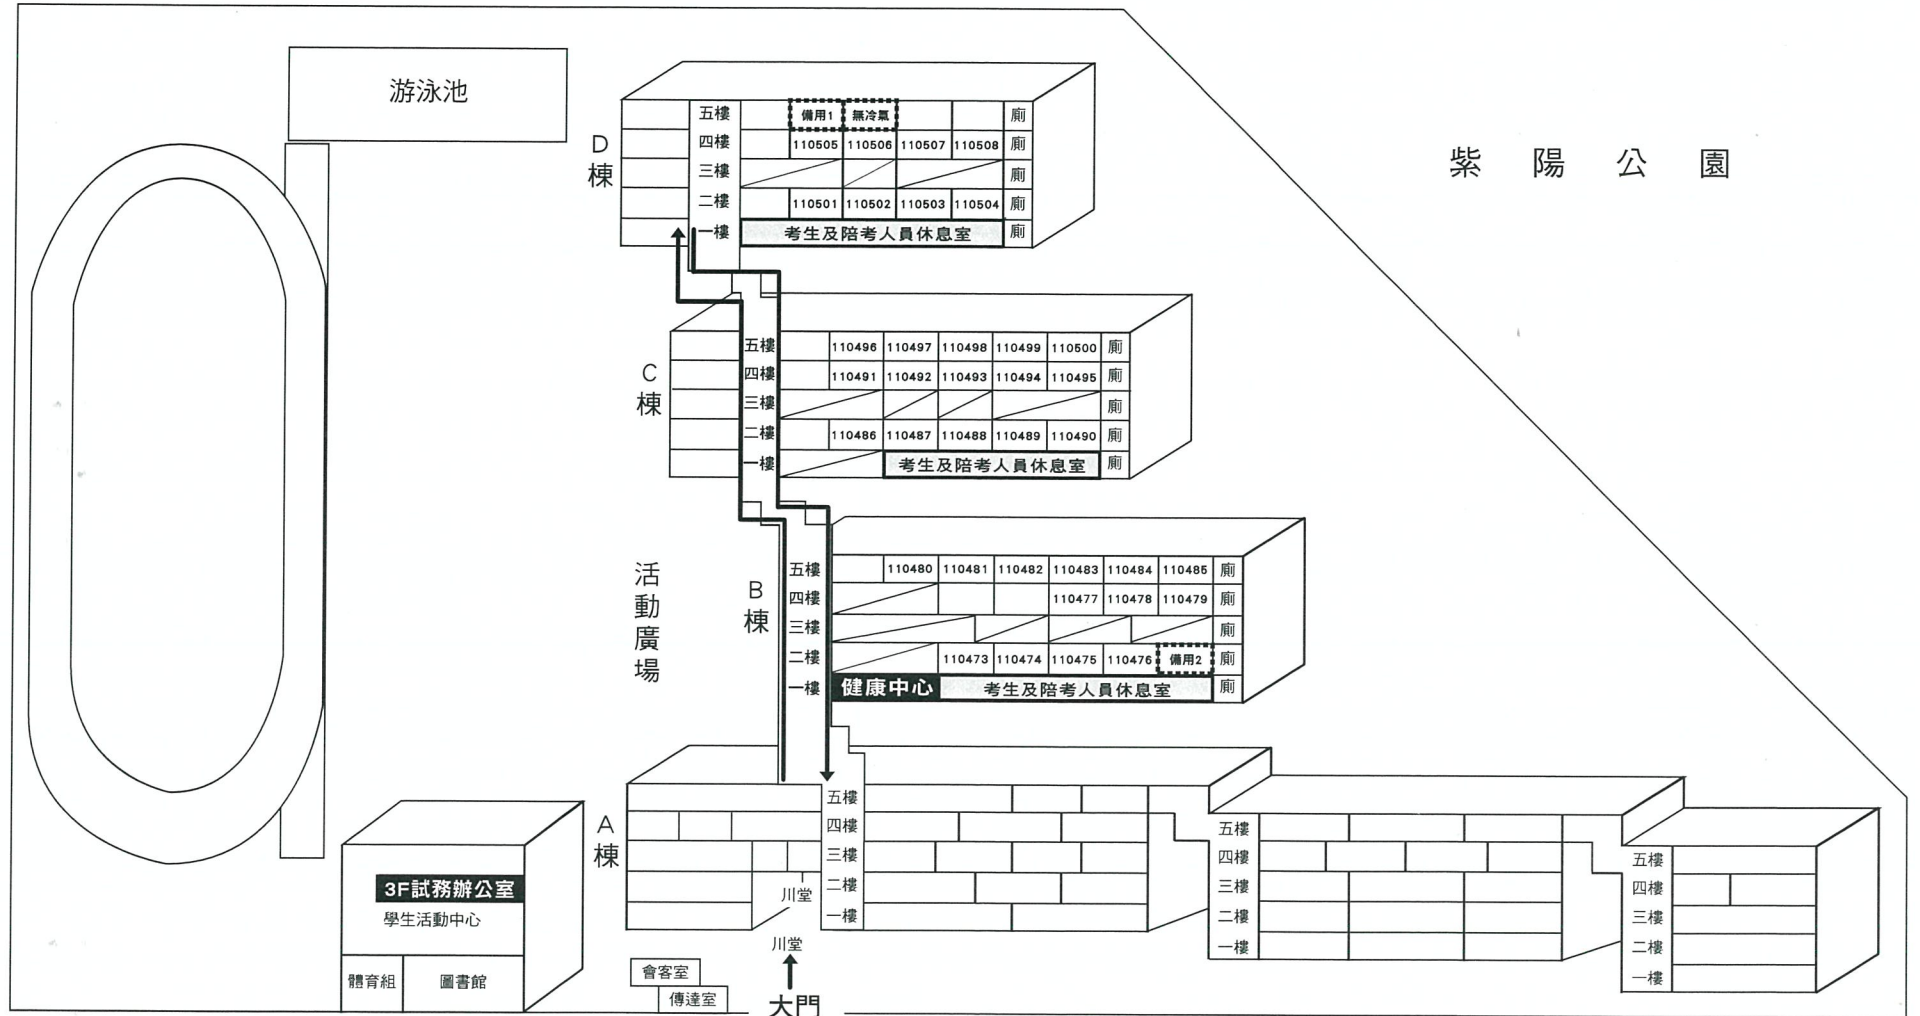 游泳池
紫陽公園
D棟
五樓 備用1 無冷氣 廁
四樓 110505 110506 110507 110508 廁
三樓 廁
二樓 110501 110502 110503 110504 廁
一樓 考生及陪考人員休息室 廁
C棟
五樓 110496 110497 110498 110499 110500 廁
四樓 110491 110492 110493 110494 110495 廁
三樓 廁
二樓 110486 110487 110488 110489 110490 廁
一樓 考生及陪考人員休息室 廁
活動廣場
B棟
五樓 110480 110481 110482 110483 110484 110485 廁
四樓 110477 110478 110479 廁
三樓 廁
二樓 110473 110474 110475 110476 備用2 廁
一樓 健康中心 考生及陪考人員休息室 廁
A棟
五樓
四樓
三樓
二樓
一樓
川堂
川堂
五樓
四樓
三樓
二樓
一樓
五樓
四樓
三樓
二樓
一樓
3F試務辦公室
學生活動中心
體育組 圖書館
會客室
傳達室
大門